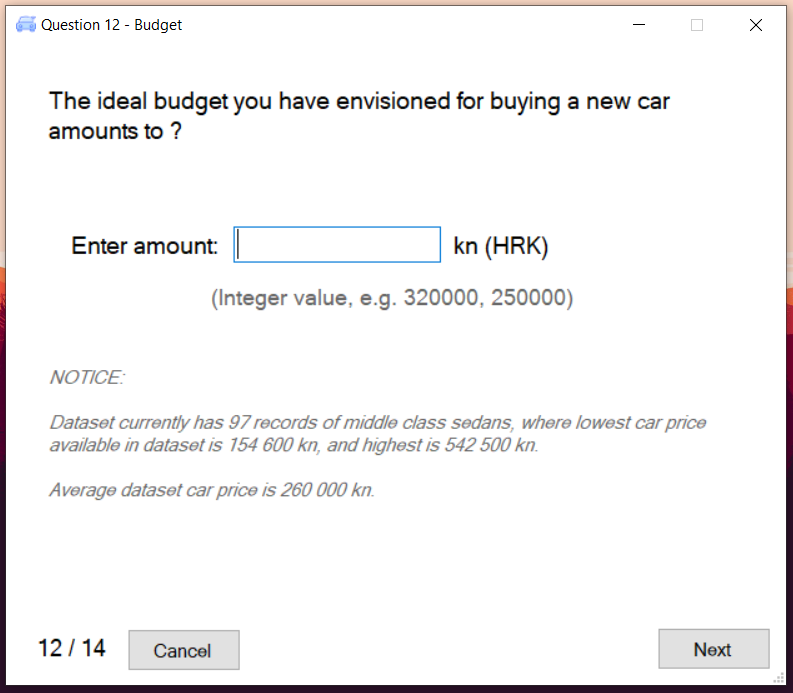 Question 12 - Budget
The ideal budget you have envisioned for buying a new car
amounts to ?
Enter amount: kn (HRK)
(Integer value, e.g. 320000, 250000)
NOTICE:
Dataset currently has 97 records of middle class sedans, where lowest car price
available in dataset is 154 600 kn, and highest is 542 500 kn.
Average dataset car price is 260 000 kn.
12 / 14 Cancel Next